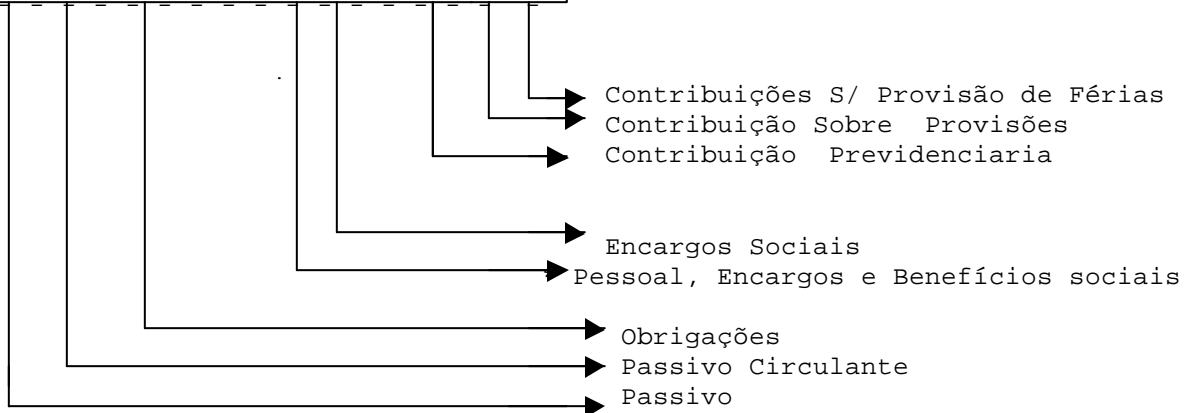 Contribuições S/ Provisão de Férias
Contribuição Sobre Provisões
Contribuição Previdenciaria
Encargos Sociais
Pessoal, Encargos e Benefícios sociais
Obrigações
Passivo Circulante
Passivo